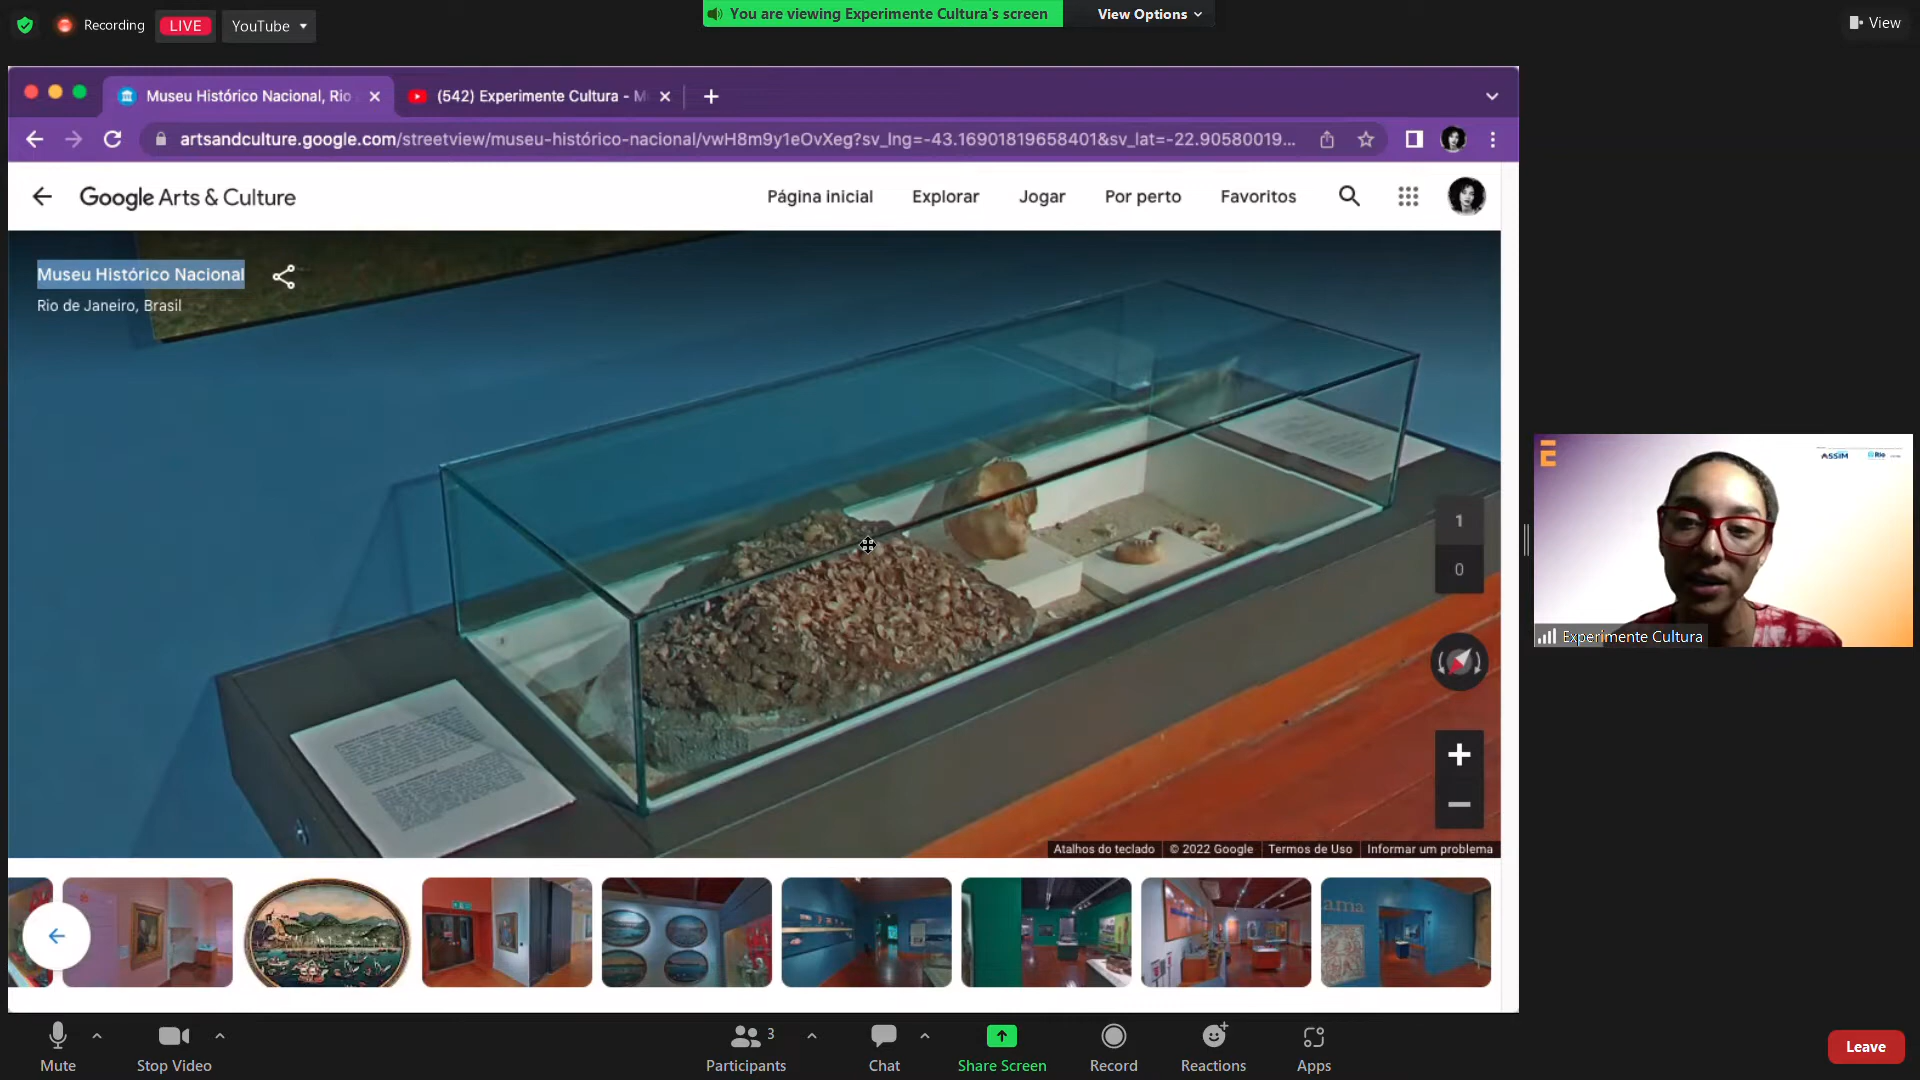 Recording
LIVE
YouTube
You are viewing Experimente Cultura's screen
View Options
View
Museu Histórico Nacional, Rio
(542) Experimente Cultura - M
artsandculture.google.com/streetview/museu-histórico-nacional/vwH8m9y1eOvXeg?sv_lng=-43.16901819658401&sv_lat=-22.90580019...
Google Arts & Culture
Página inicial
Explorar
Jogar
Por perto
Favoritos
Museu Histórico Nacional
Rio de Janeiro, Brasil
1
0
E
ASSIM
Rio
Experimente Cultura
Atalhos do teclado
© 2022 Google
Termos de Uso
Informar um problema
ama
Mute
Stop Video
Participants
3
Chat
Share Screen
Record
Reactions
Apps
Leave